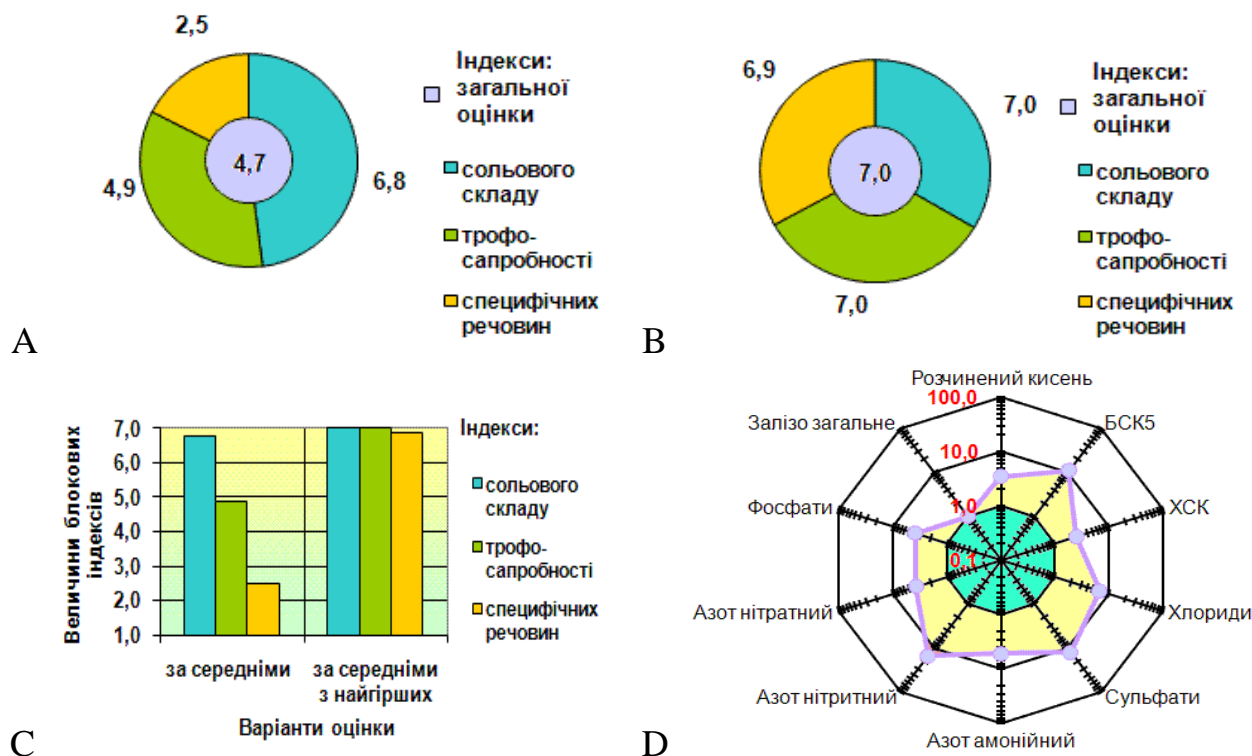 2,5
4,7
4,9
6,8
Індекси:
загальної
оцінки
сольового
складу
трофо-
сапробності
специфічних
речовин
A
6,9
7,0
7,0
7,0
Індекси:
загальної
оцінки
сольового
складу
трофо-
сапробності
специфічних
речовин
B
Величини блокових
індексів
7,0
6,0
5,0
4,0
3,0
2,0
1,0
за середніми
за середніми
з найгірших
Варіанти оцінки
Індекси:
сольового
складу
трофо-
сапробності
специфічних
речовин
C
Розчинений кисень
100,0
10,0
1,0
0,1
Залізо загальне
БСК5
Фосфати
ХСК
Азот нітратний
Хлориди
Азот нітритний
Сульфати
Азот амонійний
D